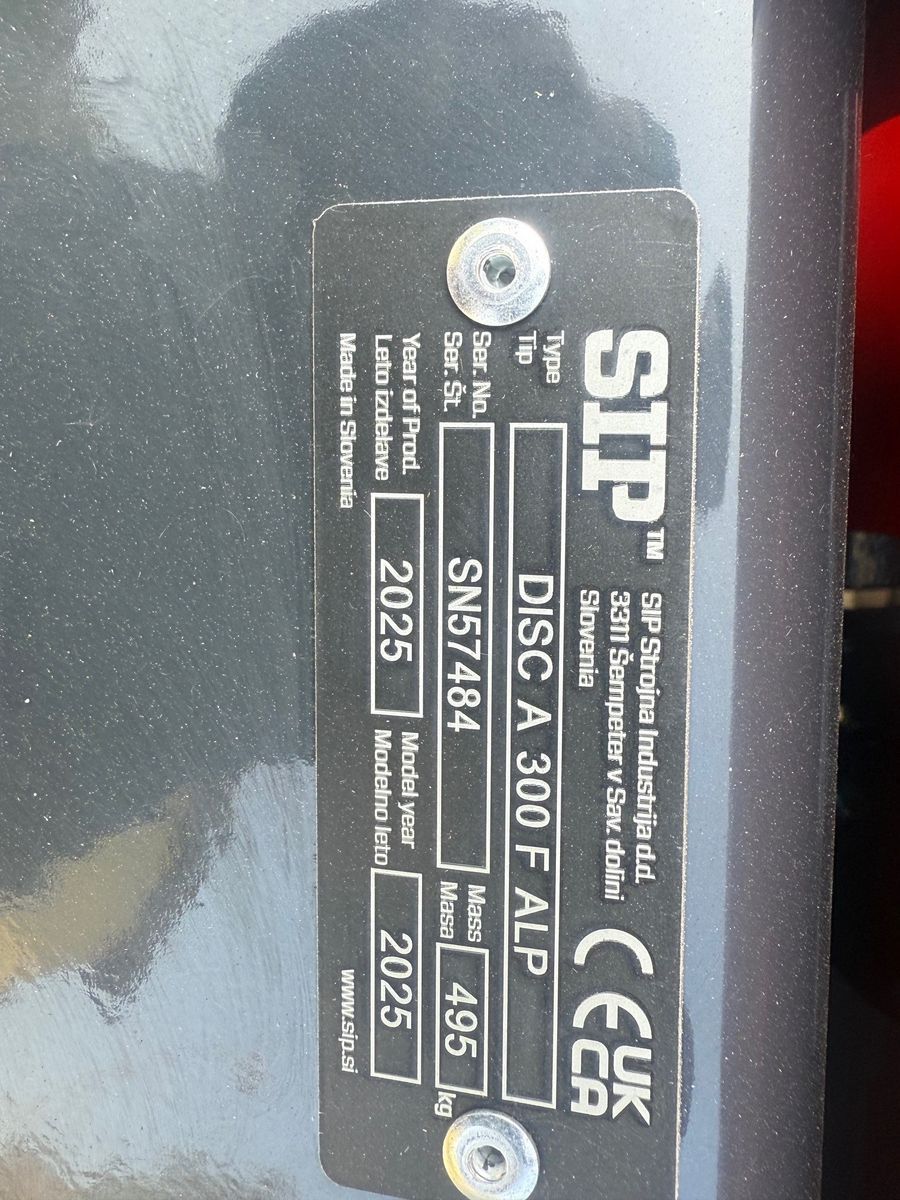 SIP™
SIP Strojna Industrija d.d.
3311 Šempeter v Sav. dolini
Slovenia
CE UK CA
Type
Tip
DISC A 300 F ALP
Ser. No.
Ser. Št.
SN57484
Mass
Masa
495
kg
Year of Prod.
Leto izdelave
2025
Model year
Modelno leto
2025
Made in Slovenia
www.sip.si